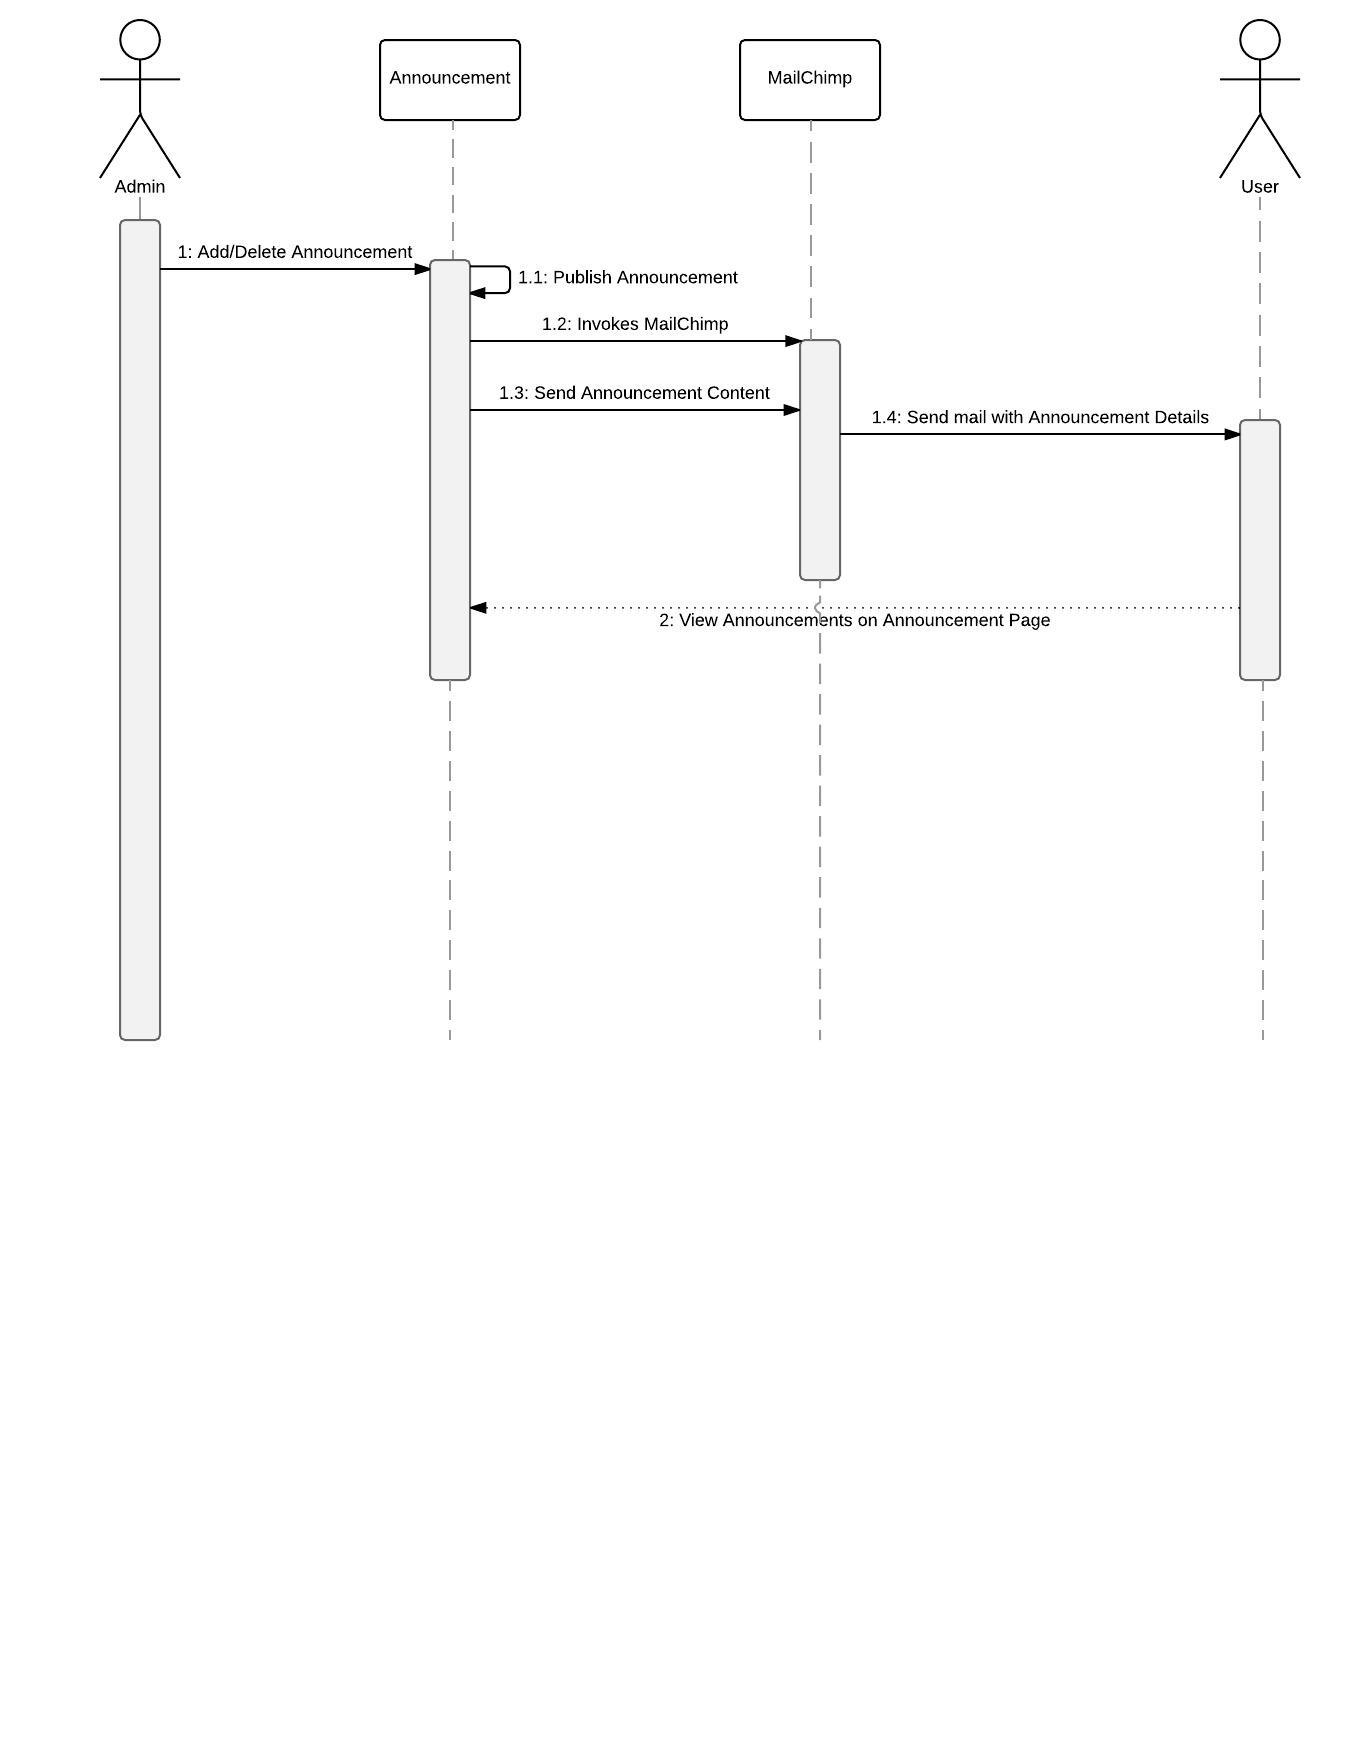 Announcement
MailChimp
Admin
User
1: Add/Delete Announcement
1.1: Publish Announcement
1.2: Invokes MailChimp
1.3: Send Announcement Content
1.4: Send mail with Announcement Details
2: View Announcements on Announcement Page